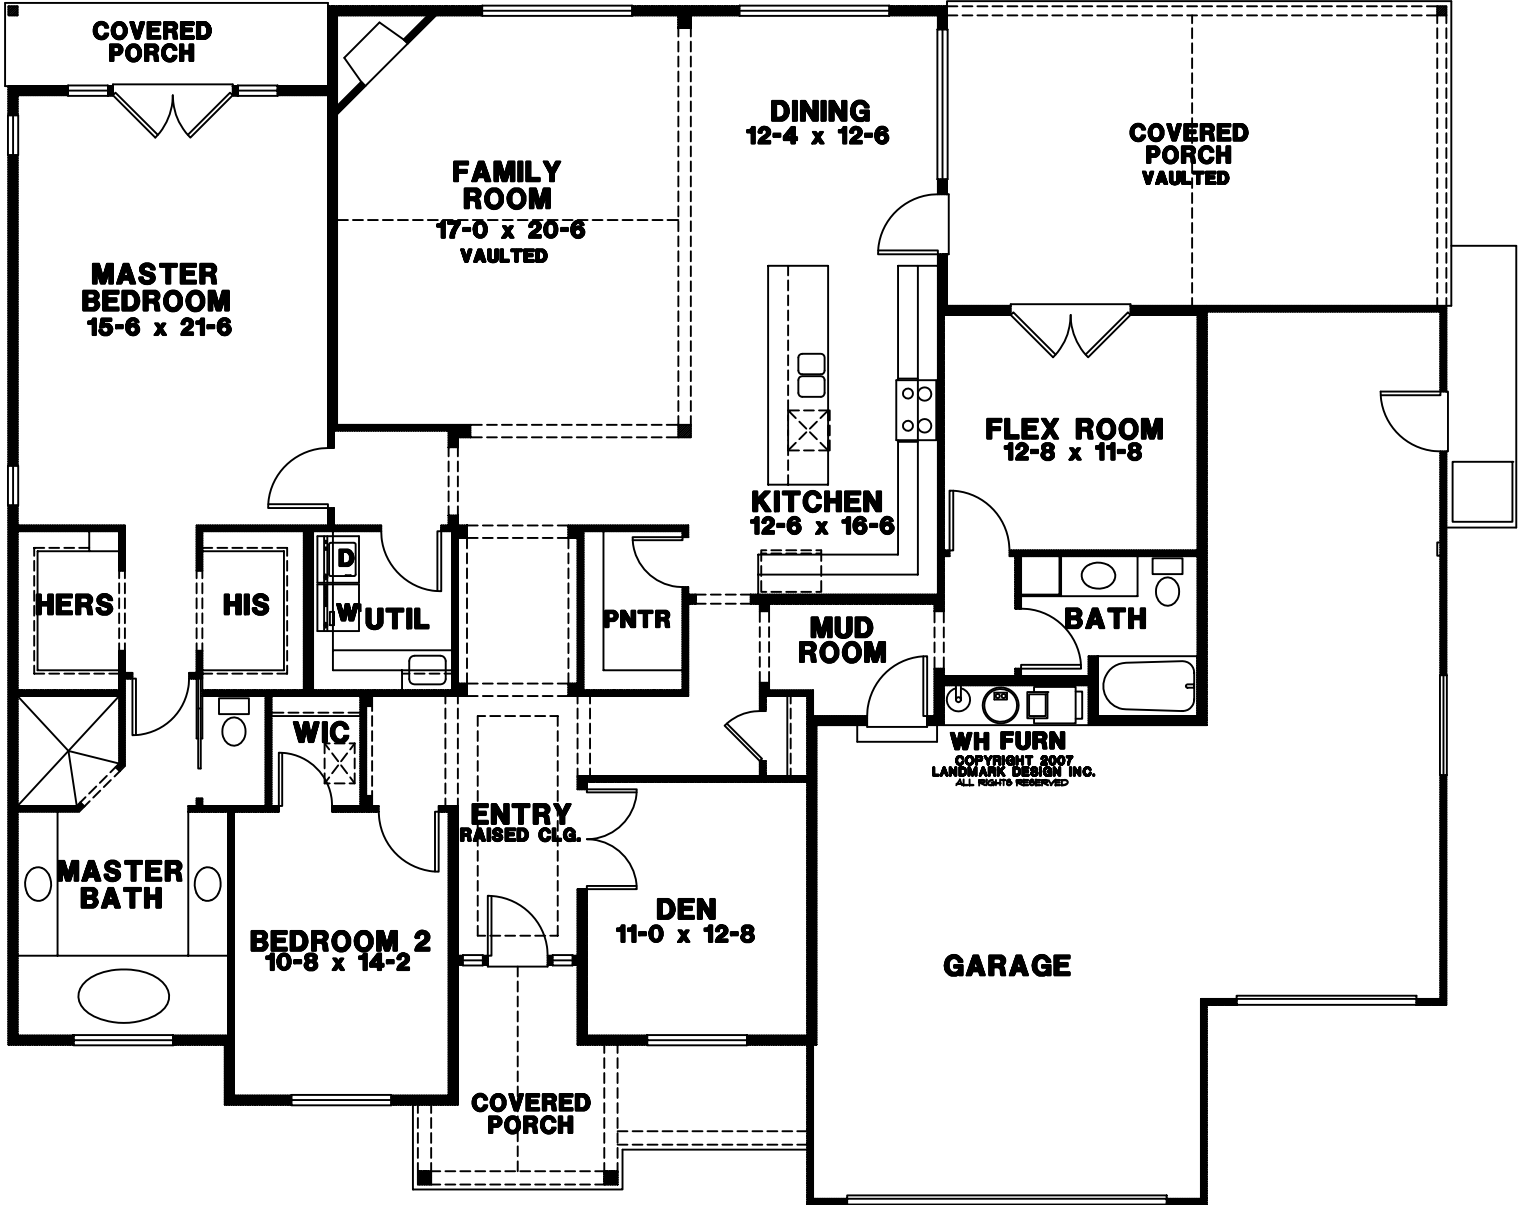 COVERED
PORCH
DINING
12-4 x 12-6
COVERED
PORCH
VAULTED
FAMILY
ROOM
17-0 x 20-6
VAULTED
MASTER
BEDROOM
15-6 x 21-6
FLEX ROOM
12-8 x 11-8
KITCHEN
12-6 x 16-6
D
W
UTIL
HERS
HIS
PNTR
MUD
ROOM
BATH
WIC
WH FURN
COPYRIGHT 2007
LANDMARK DESIGN INC.
ALL RIGHTS RESERVED
ENTRY
RAISED CLG.
MASTER
BATH
DEN
11-0 x 12-8
BEDROOM 2
10-8 x 14-2
GARAGE
COVERED
PORCH